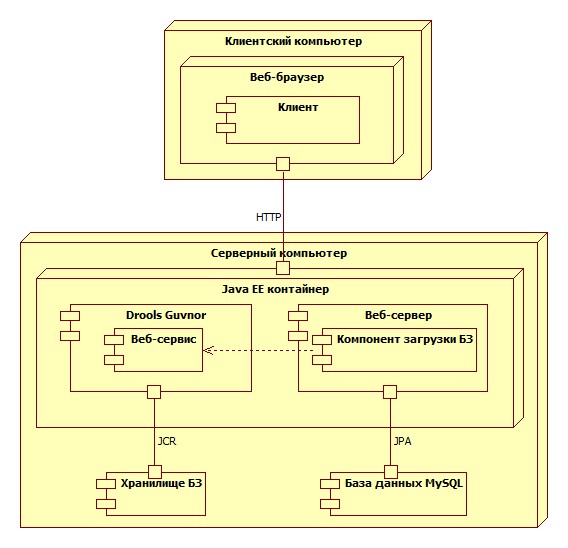 Клиентский компьютер
Веб-браузер
Клиент
HTTP
Серверный компьютер
Java EE контайнер
Drools Guvnor
Веб-сервер
Веб-сервис
Компонент загрузки БЗ
JCR
JPA
Хранилище БЗ
База данных MySQL